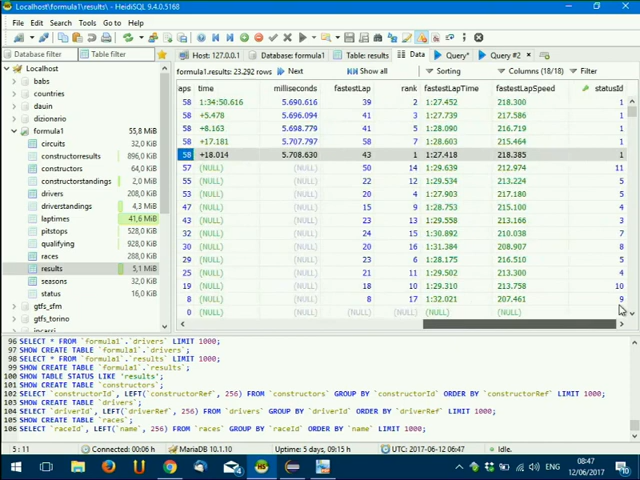 formula1\results\ - HeidiSQL 9.4.0.5168
File Search Tools Go to Help
Database filter Table filter Host: 127.0.0.1 Database: formula1 Table: results Data Query* Query #2
Localhost formula1.results: 23.292 rows Next Show all Sorting Columns (18/18) Filter
babs
countries
dauin
dizionario
formula1 55,8 MiB
circuits 32,0 KiB
constructorresults 896,0 KiB
constructors 64,0 KiB
constructorstandings 2,0 MiB
drivers 208,0 KiB
driverstandings 4,3 MiB
laptimes 41,6 MiB
pitstops
qualifying
races
results 5,1 MiB
seasons 32,0 KiB
status 16,0 KiB
gtfs_sfm
gtfs_torino
aps time milliseconds fastestLap rank fastestLapTime fastestLapSpeed statusId
58 1:34:50.616 5.690.616 39 2 1:27.452 218.300 1
58 +5.478 5.696.094 41 3 1:27.739 217.586 1
58 +8.163 5.698.779 41 5 1:28.090 216.719 1
58 +17.181 5.707.797 58 7 1:28.603 215.464 1
58 +18.014 5.708.630 43 1 1:27.418 218.385 1
57 (NULL) (NULL) 50 14 1:29.639 212.974 11
55 (NULL) (NULL) 22 12 1:29.534 213.224 5
53 (NULL) (NULL) 20 4 1:27.903 217.180 5
47 (NULL) (NULL) 15 9 1:28.753 215.100 4
43 (NULL) (NULL) 23 13 1:29.558 213.166 3
32 (NULL) (NULL) 24 15 1:30.892 210.038 7
30 (NULL) (NULL) 20 16 1:31.384 207.908 8
29 (NULL) (NULL) 23 6 1:28.175 216.510 5
25 (NULL) (NULL) 21 11 1:29.502 213.300 4
19 (NULL) (NULL) 18 10 1:29.310 213.758 10
8 (NULL) (NULL) 8 17 1:32.021 207.461 9
0 (NULL) (NULL) (NULL) (NULL) (NULL) (NULL)
96 SELECT * FROM `formula1`.`drivers` LIMIT 1000;
97 SHOW CREATE TABLE `formula1`.`drivers`;
98 SELECT * FROM `formula1`.`results` LIMIT 1000;
99 SHOW CREATE TABLE `formula1`.`results`;
100 SHOW TABLE STATUS LIKE 'results';
101 SHOW CREATE TABLE `constructors`;
102 SELECT `constructorId`, LEFT(`constructorRef`, 256) FROM `constructors` GROUP BY `constructorId` ORDER BY `constructorRef` LIMIT 1000;
103 SHOW CREATE TABLE `drivers`;
104 SELECT `driverId`, LEFT(`driverRef`, 256) FROM `drivers` GROUP BY `driverId` ORDER BY `driverRef` LIMIT 1000;
105 SHOW CREATE TABLE `races`;
106 SELECT `raceId`, LEFT(`name`, 256) FROM `races` GROUP BY `raceId` ORDER BY `name` LIMIT 1000;
5 : 11 Connected: 00:06 h MariaDB 10.1.10 Uptime: 5 days, 09:15 h UTC: 2017-06-12 06:47 Idle.
08:47
12/06/2017